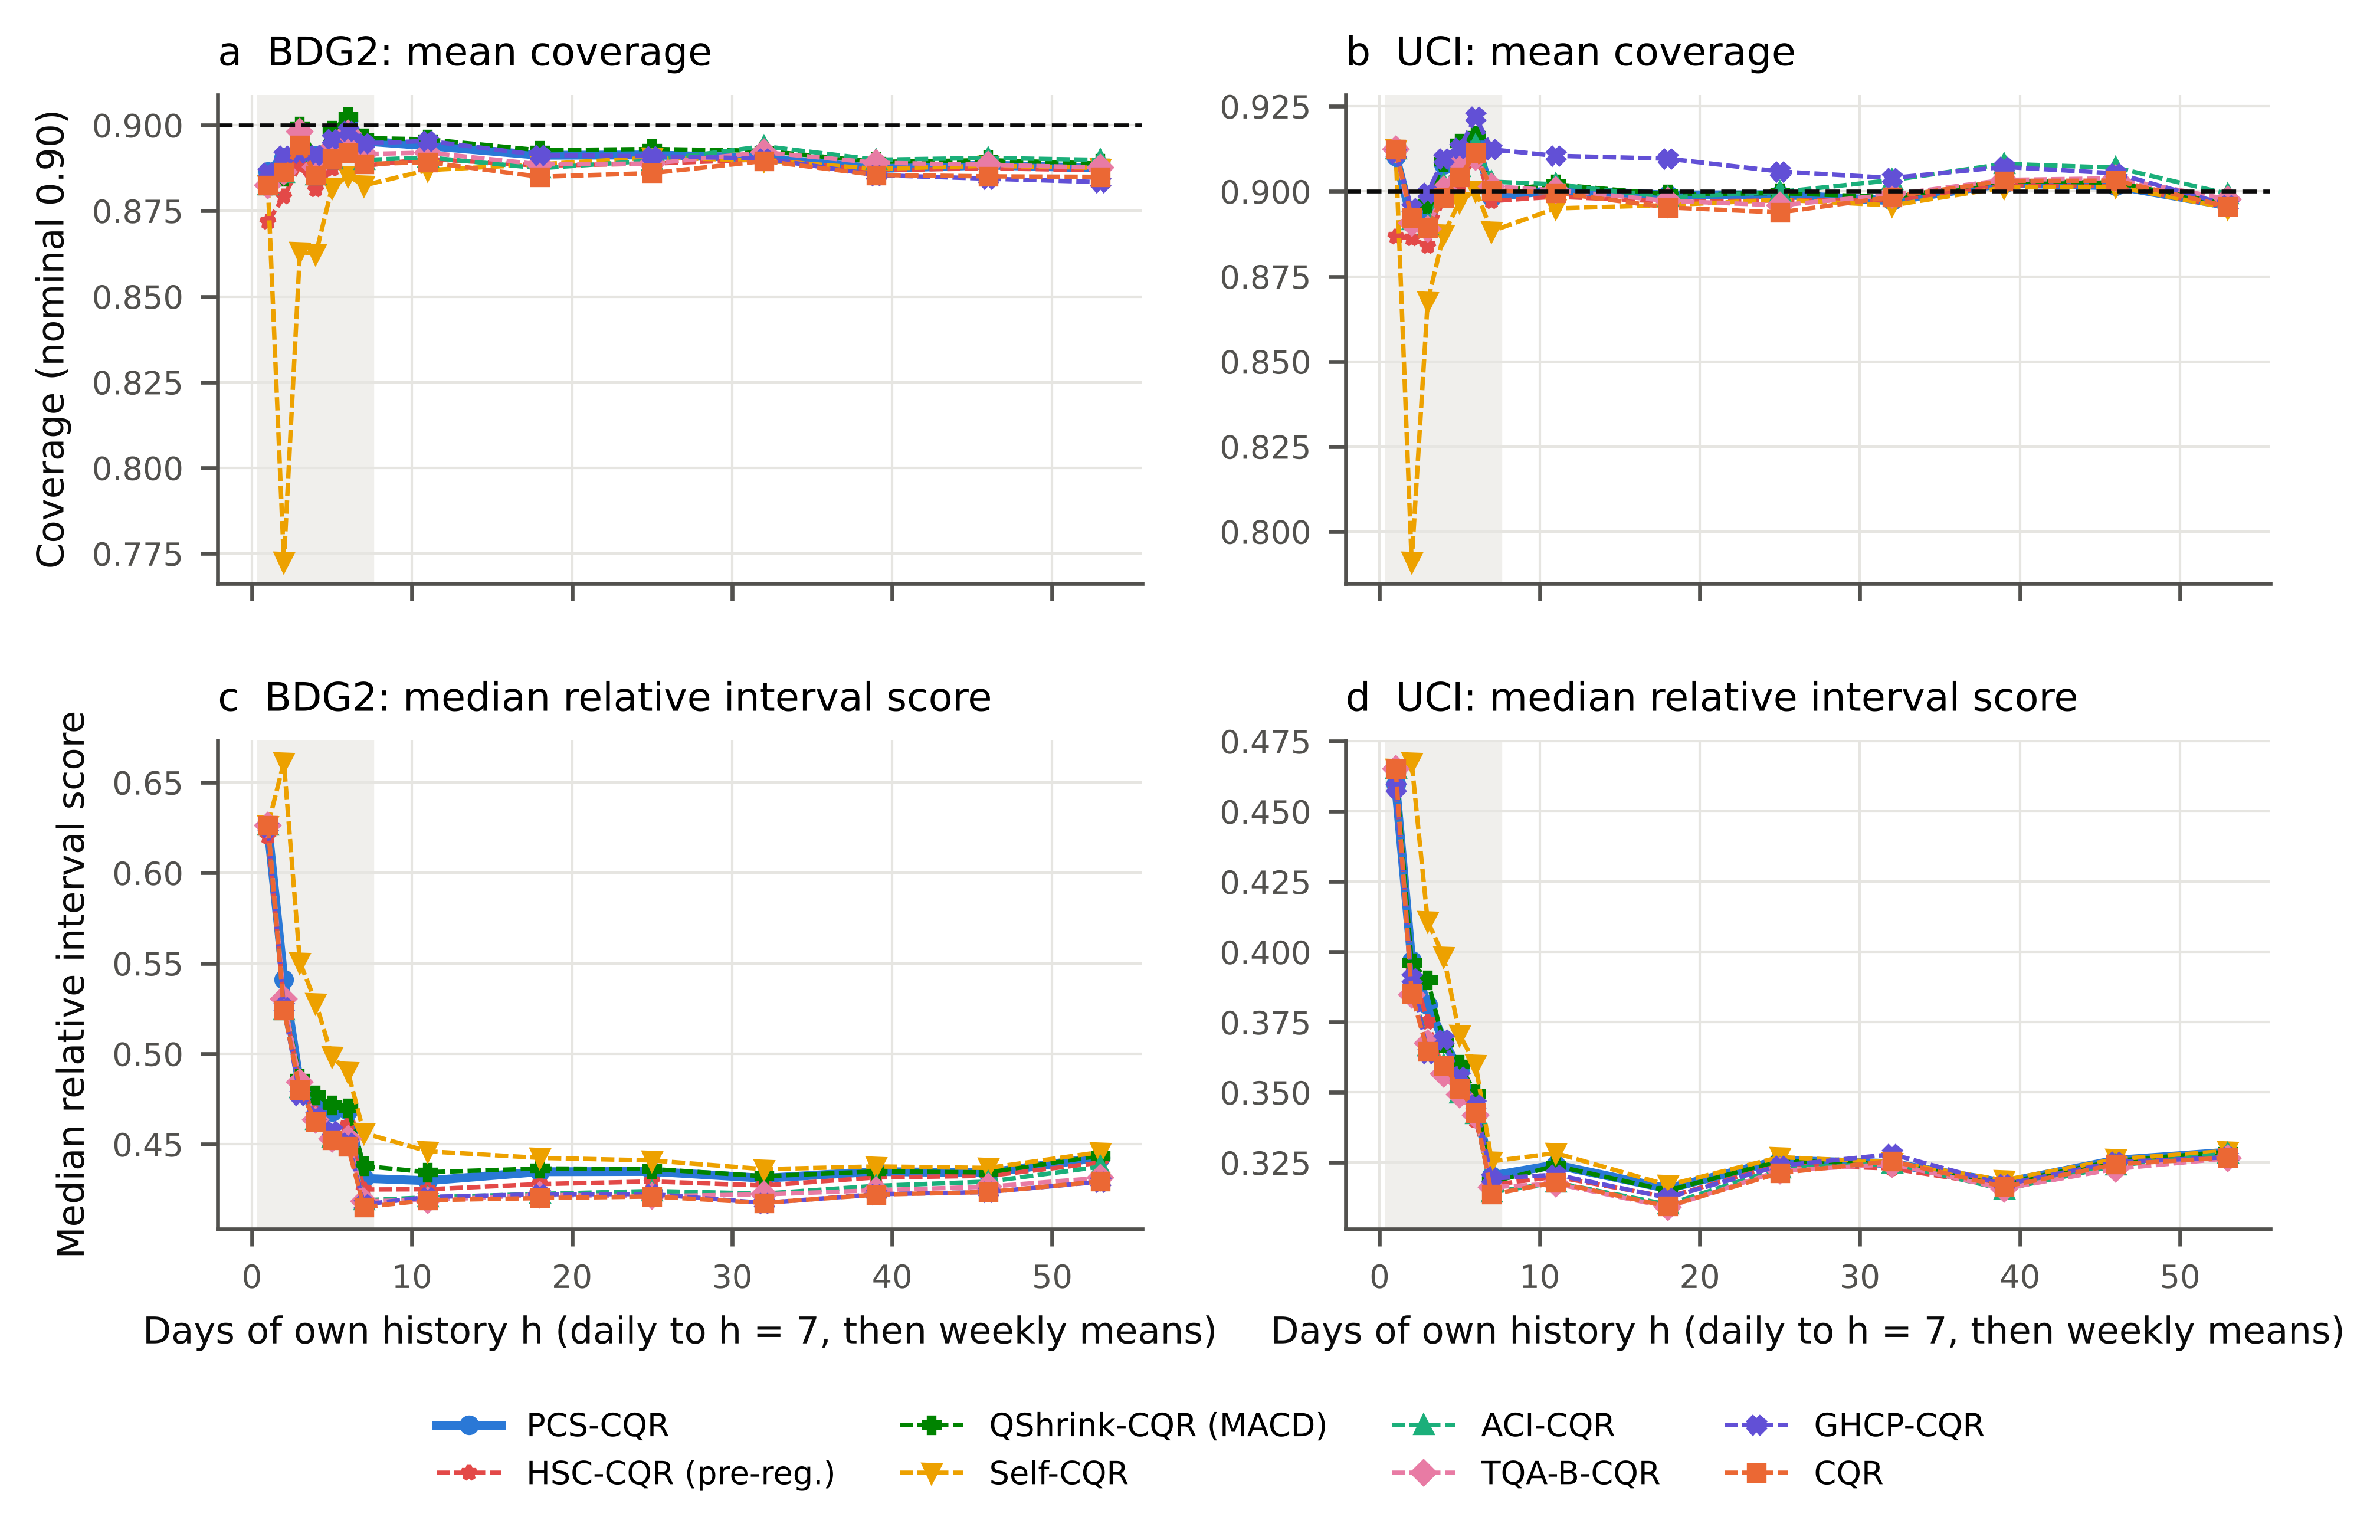 a BDG2: mean coverage
b UCI: mean coverage
Coverage (nominal 0.90)
0.900
0.875
0.850
0.825
0.800
0.775
0.925
0.900
0.875
0.850
0.825
0.800
c BDG2: median relative interval score
d UCI: median relative interval score
Median relative interval score
0.65
0.60
0.55
0.50
0.45
0.475
0.450
0.425
0.400
0.375
0.350
0.325
0 10 20 30 40 50
0 10 20 30 40 50
Days of own history h (daily to h = 7, then weekly means)
Days of own history h (daily to h = 7, then weekly means)
PCS-CQR
HSC-CQR (pre-reg.)
QShrink-CQR (MACD)
Self-CQR
ACI-CQR
TQA-B-CQR
GHCP-CQR
CQR